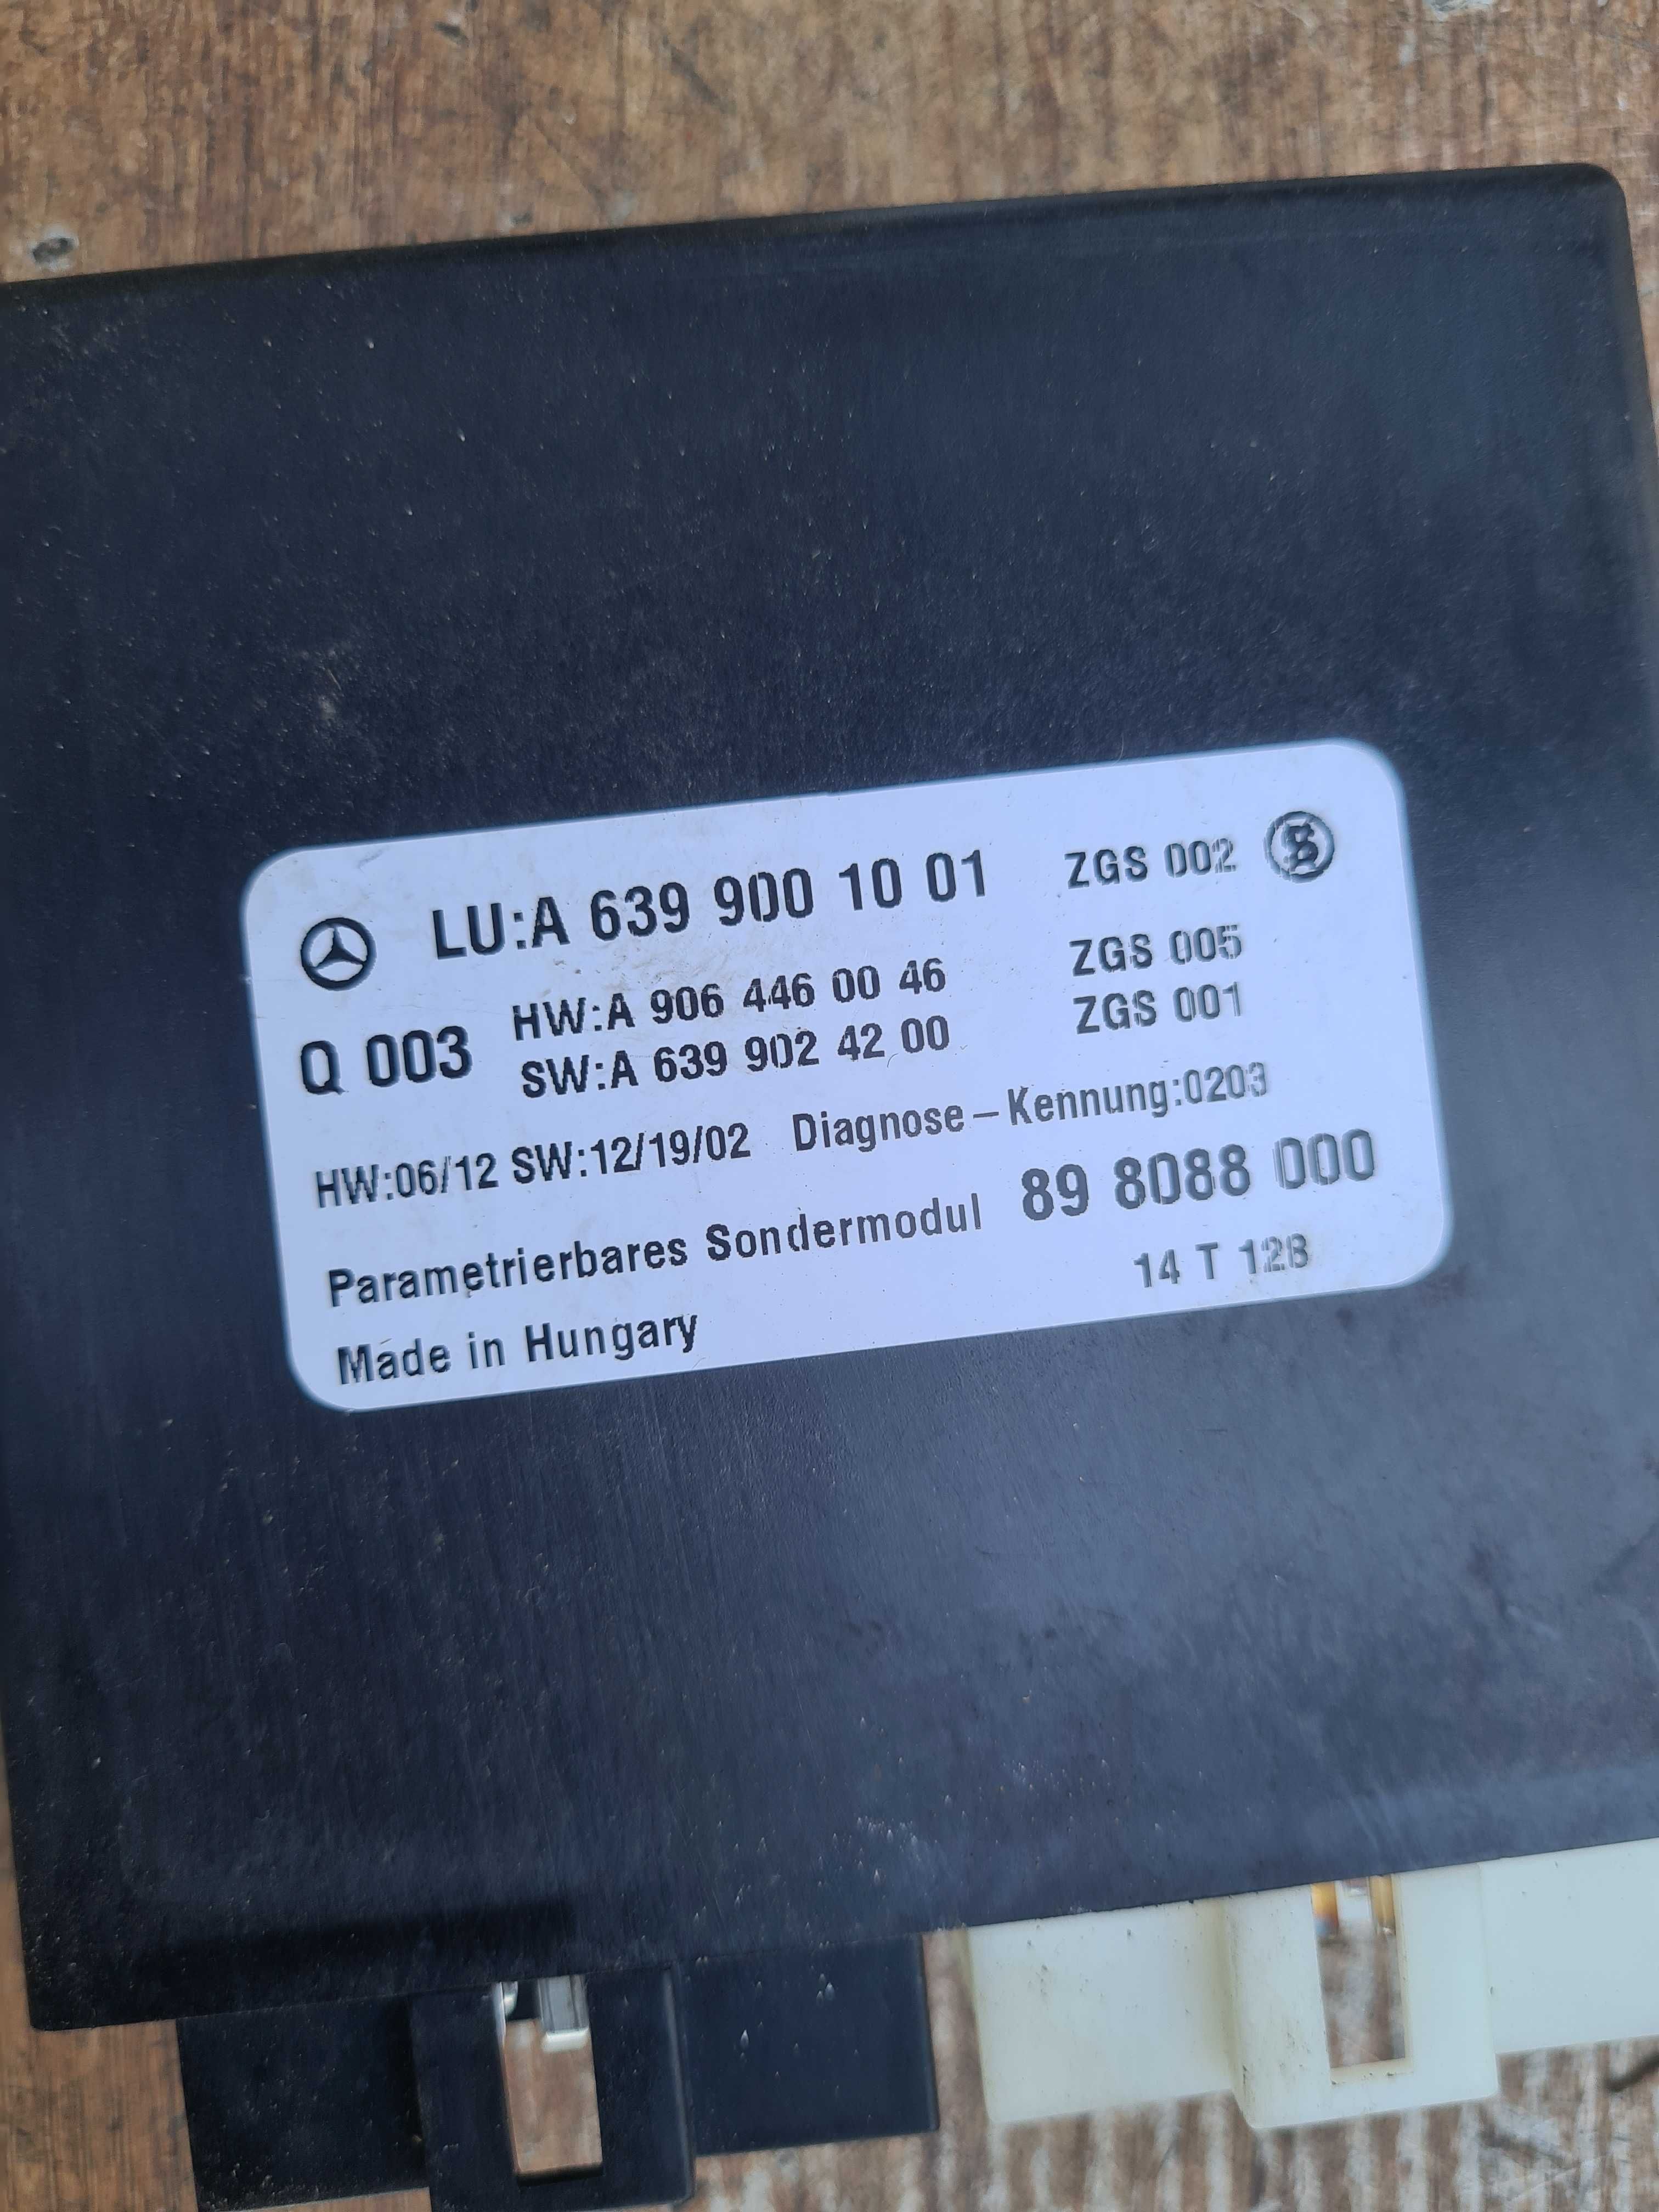 LU:A 639 900 10 01 ZGS 002
HW:A 906 446 00 46 ZGS 005
Q 003 SW:A 639 902 42 00 ZGS 001
HW:06/12 SW:12/19/02 Diagnose – Kennung:0203
Parametrierbares Sondermodul 89 8088 000
Made in Hungary 14 T 128